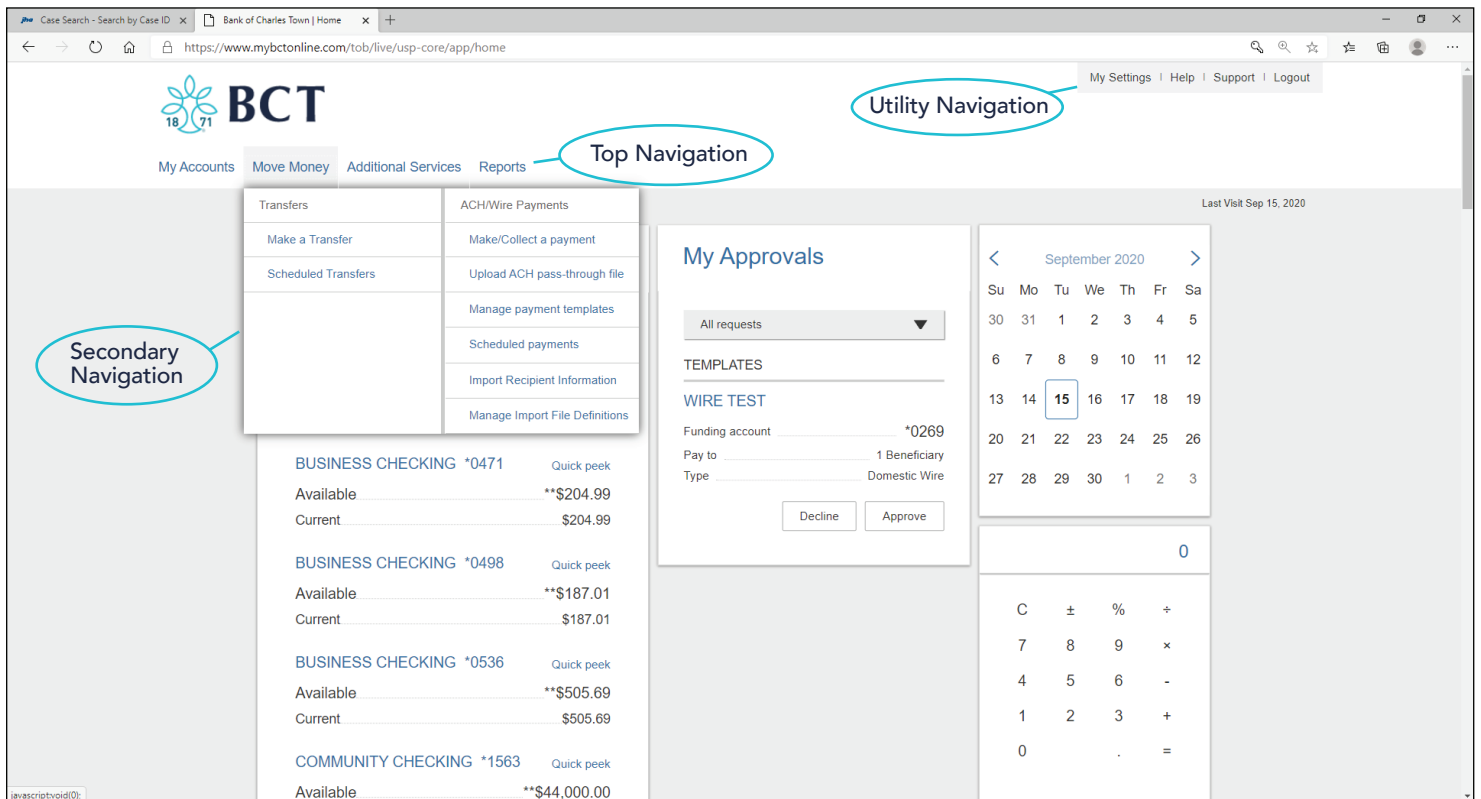 Case Search - Search by Case ID
Bank of Charles Town | Home
https://www.mybctonline.com/tob/live/usp-core/app/home
My Settings | Help | Support | Logout
Utility Navigation
18 71
BCT
Top Navigation
My Accounts Move Money Additional Services Reports
Last Visit Sep 15, 2020
Secondary
Navigation
Transfers
Make a Transfer
Scheduled Transfers
ACH/Wire Payments
Make/Collect a payment
Upload ACH pass-through file
Manage payment templates
Scheduled payments
Import Recipient Information
Manage Import File Definitions
BUSINESS CHECKING *0471 Quick peek
Available **$204.99
Current $204.99
BUSINESS CHECKING *0498 Quick peek
Available **$187.01
Current $187.01
BUSINESS CHECKING *0536 Quick peek
Available **$505.69
Current $505.69
COMMUNITY CHECKING *1563 Quick peek
Available **$44,000.00
My Approvals
All requests
TEMPLATES
WIRE TEST
Funding account *0269
Pay to 1 Beneficiary
Type Domestic Wire
Decline Approve
September 2020
Su Mo Tu We Th Fr Sa
30 31 1 2 3 4 5
6 7 8 9 10 11 12
13 14 15 16 17 18 19
20 21 22 23 24 25 26
27 28 29 30 1 2 3
0
C ± % ÷
7 8 9 ×
4 5 6 -
1 2 3 +
0 . =
javascript:void(0);